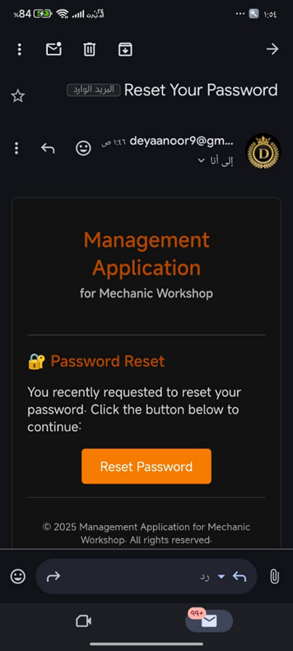 %84 زين ١:٥٤
Reset Your Password البريد الوارد
deyaanoor9@gm... ١:٤٦ ص
إلى أنا
D
Management
Application
for Mechanic Workshop
🔐 Password Reset
You recently requested to reset your
password. Click the button below to
continue:
Reset Password
© 2025 Management Application for Mechanic
Workshop. All rights reserved.
رد
٩٩+